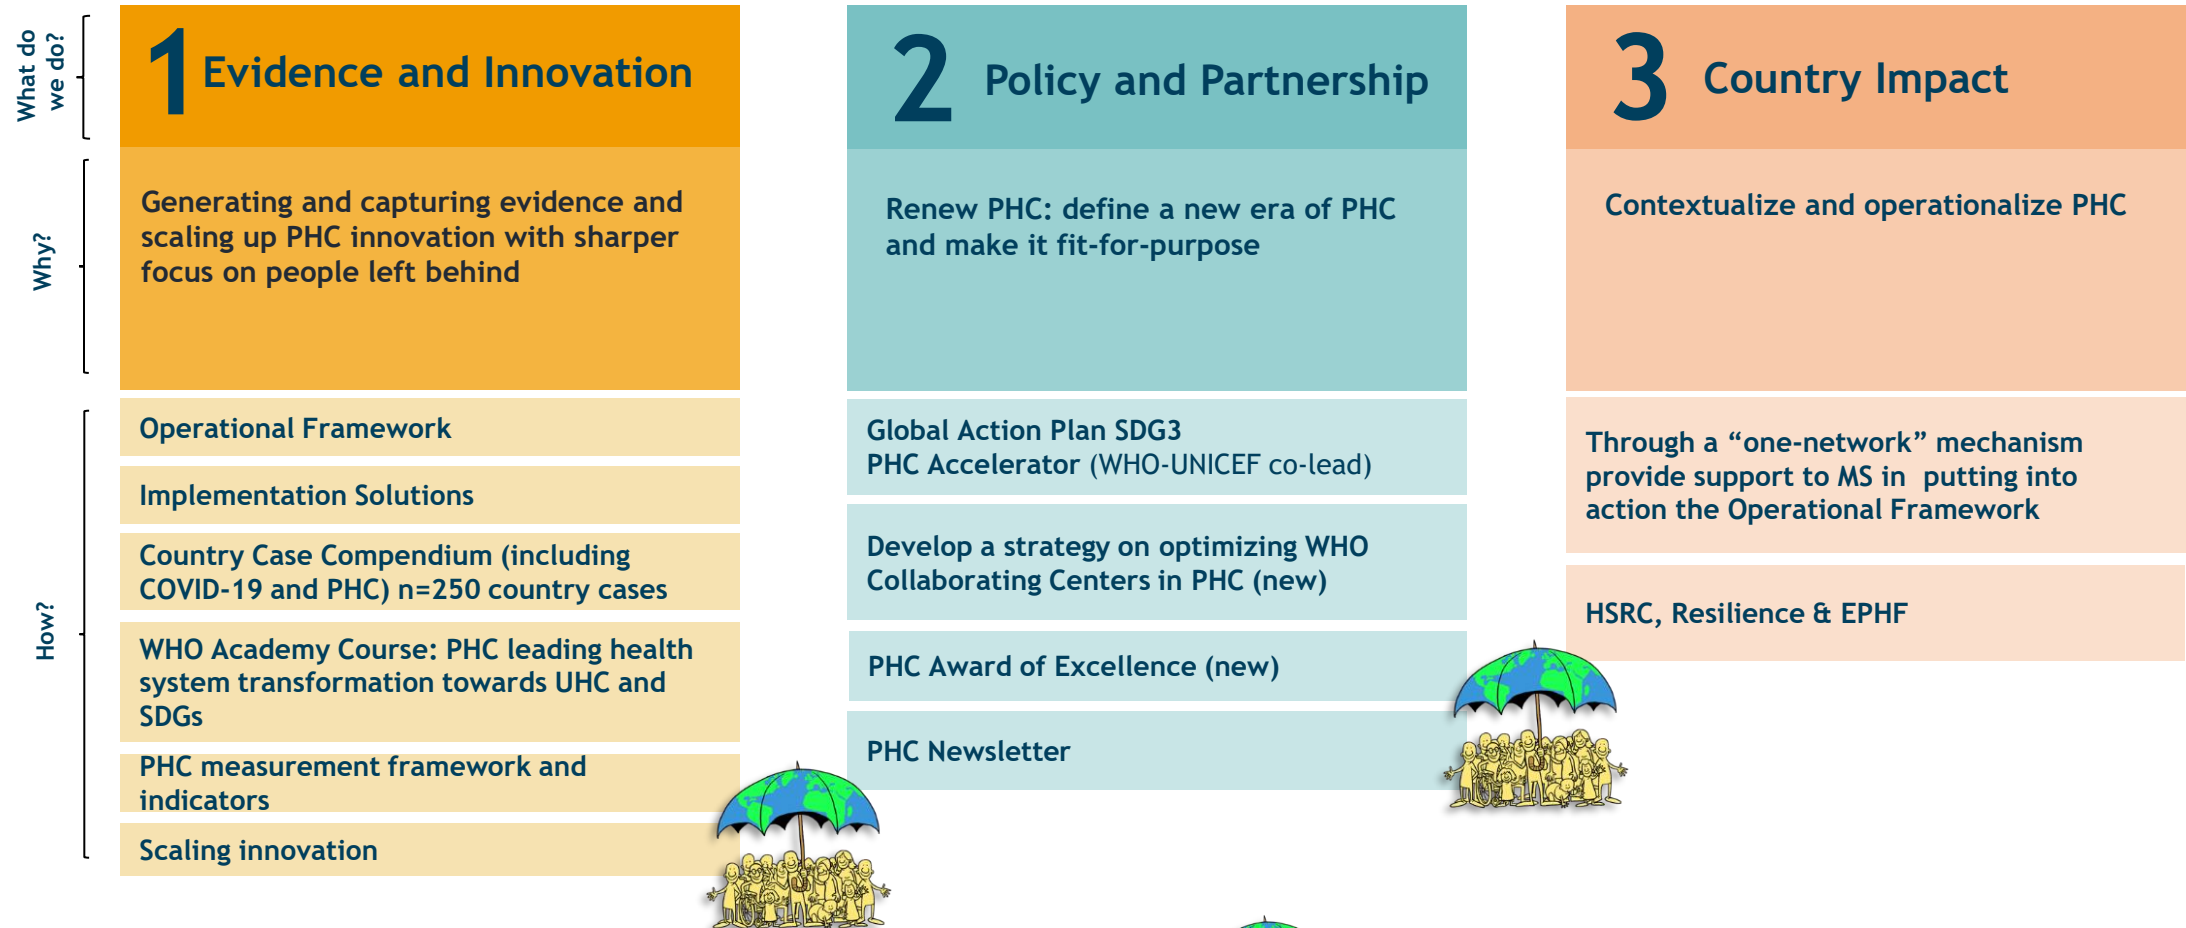 What do
we do?
1 Evidence and Innovation
2 Policy and Partnership
3 Country Impact
Why?
Generating and capturing evidence and
scaling up PHC innovation with sharper
focus on people left behind
Renew PHC: define a new era of PHC
and make it fit-for-purpose
Contextualize and operationalize PHC
How?
Operational Framework
Implementation Solutions
Country Case Compendium (including
COVID-19 and PHC) n=250 country cases
WHO Academy Course: PHC leading health
system transformation towards UHC and
SDGs
PHC measurement framework and
indicators
Scaling innovation
Global Action Plan SDG3
PHC Accelerator (WHO-UNICEF co-lead)
Develop a strategy on optimizing WHO
Collaborating Centers in PHC (new)
PHC Award of Excellence (new)
PHC Newsletter
Through a “one-network” mechanism
provide support to MS in putting into
action the Operational Framework
HSRC, Resilience & EPHF